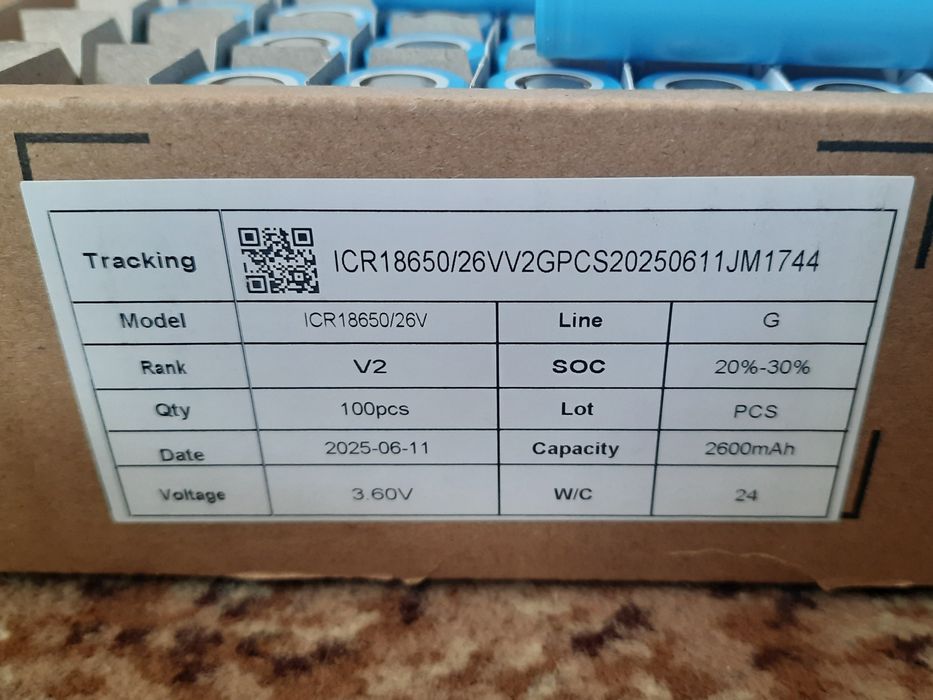 Tracking ICR18650/26VV2GPCS20250611JM1744
Model ICR18650/26V Line G
Rank V2 SOC 20%-30%
Qty 100pcs Lot PCS
Date 2025-06-11 Capacity 2600mAh
Voltage 3.60V W/C 24